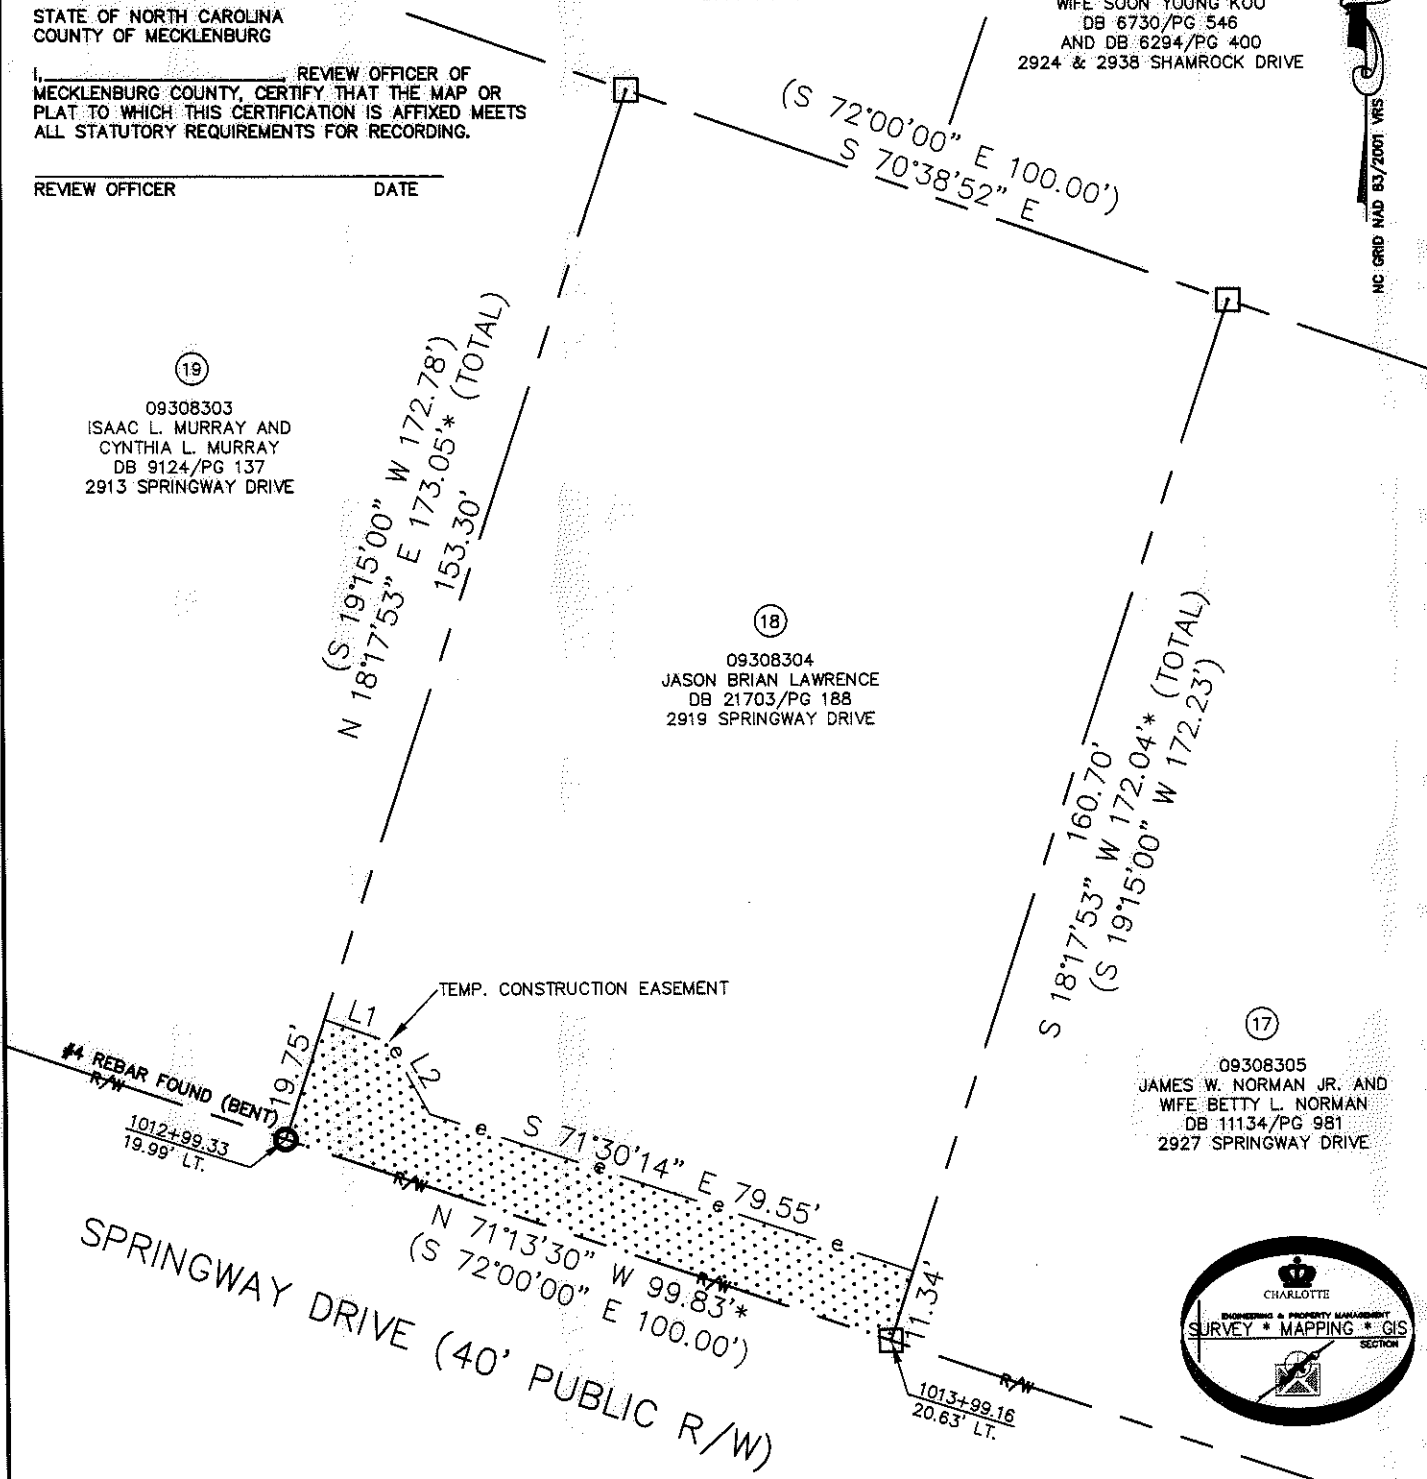 STATE OF NORTH CAROLINA
COUNTY OF MECKLENBURG
I,____________________ REVIEW OFFICER OF
MECKLENBURG COUNTY, CERTIFY THAT THE MAP OR
PLAT TO WHICH THIS CERTIFICATION IS AFFIXED MEETS
ALL STATUTORY REQUIREMENTS FOR RECORDING.
REVIEW OFFICER DATE
WIFE SOON YOUNG KOO
DB 6730/PG 546
AND DB 6294/PG 400
2924 & 2938 SHAMROCK DRIVE
NC GRID NAD 83/2001 VRS
(S 72°00'00" E 100.00')
S 70°38'52" E
(S 19°15'00" W 172.78')
N 18°17'53" E 173.05'* (TOTAL)
153.30'
19
09308303
ISAAC L. MURRAY AND
CYNTHIA L. MURRAY
DB 9124/PG 137
2913 SPRINGWAY DRIVE
18
09308304
JASON BRIAN LAWRENCE
DB 21703/PG 188
2919 SPRINGWAY DRIVE
160.70'
S 18°17'53" W 172.04'* (TOTAL)
(S 19°15'00" W 172.23')
TEMP. CONSTRUCTION EASEMENT
L1
L2
19.75'
#4 REBAR FOUND (BENT)
R/W
1012+99.33
19.99' LT.
e
e
S 71°30'14" E 79.55'
e
e
e
R/W
N 71°13'30" W 99.83'*
(S 72°00'00" E 100.00')
R/W
11.34'
17
09308305
JAMES W. NORMAN JR. AND
WIFE BETTY L. NORMAN
DB 11134/PG 981
2927 SPRINGWAY DRIVE
SPRINGWAY DRIVE (40' PUBLIC R/W)
R/W
1013+99.16
20.63' LT.
CHARLOTTE
ENGINEERING & PROPERTY MANAGEMENT
SURVEY * MAPPING * GIS
SECTION